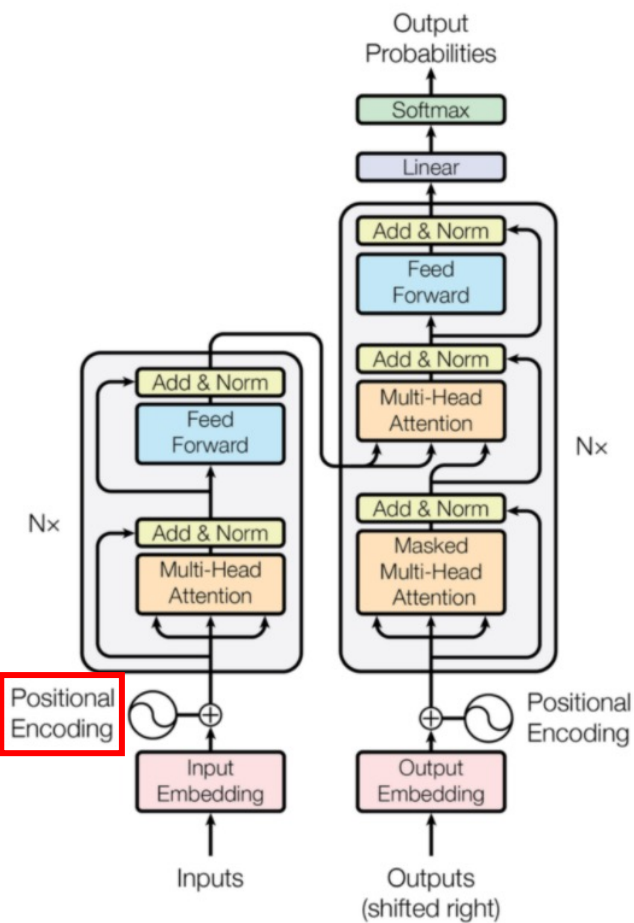 Output
Probabilities
Softmax
Linear
Add & Norm
Feed
Forward
Add & Norm
Multi-Head
Attention
Nx
Add & Norm
Masked
Multi-Head
Attention
Add & Norm
Feed
Forward
Nx
Add & Norm
Multi-Head
Attention
Positional
Encoding
Positional
Encoding
Input
Embedding
Output
Embedding
Inputs
Outputs
(shifted right)